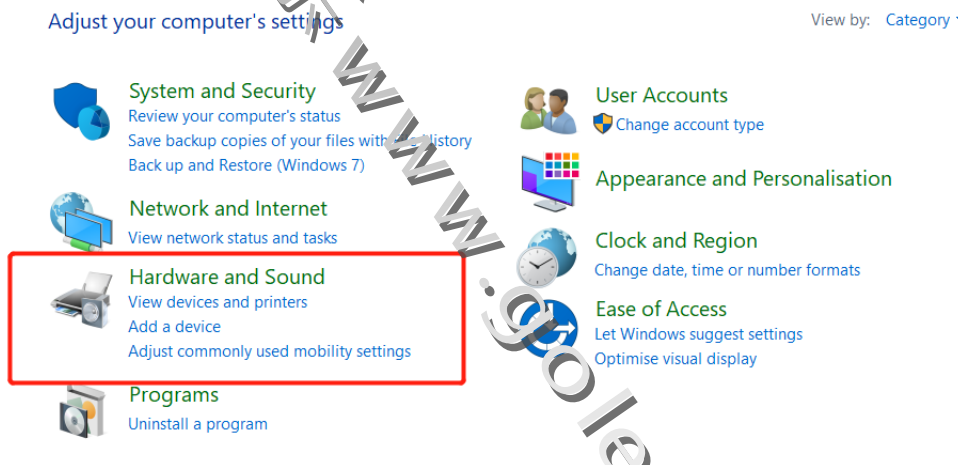 Adjust your computer's settings
View by: Category
System and Security
Review your computer's status
Save backup copies of your files with History
Back up and Restore (Windows 7)
Network and Internet
View network status and tasks
Hardware and Sound
View devices and printers
Add a device
Adjust commonly used mobility settings
Programs
Uninstall a program
User Accounts
Change account type
Appearance and Personalisation
Clock and Region
Change date, time or number formats
Ease of Access
Let Windows suggest settings
Optimise visual display
www.gole